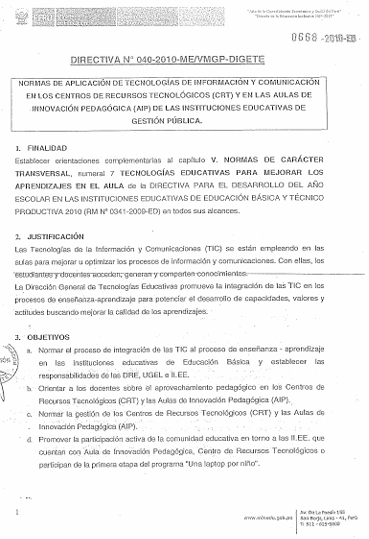 PERÚ
0668-2010-ED
DIRECTIVA N° 040-2010-ME/VMGP-DIGETE
NORMAS DE APLICACIÓN DE TECNOLOGÍAS DE INFORMACIÓN Y COMUNICACIÓN
EN LOS CENTROS DE RECURSOS TECNOLÓGICOS (CRT) Y EN LAS AULAS DE
INNOVACIÓN PEDAGÓGICA (AIP) DE LAS INSTITUCIONES EDUCATIVAS DE
GESTIÓN PÚBLICA.
1. FINALIDAD
Establecer orientaciones complementarias al capítulo V. NORMAS DE CARÁCTER
TRANSVERSAL, numeral 7 TECNOLOGÍAS EDUCATIVAS PARA MEJORAR LOS
APRENDIZAJES EN EL AULA de la DIRECTIVA PARA EL DESARROLLO DEL AÑO
ESCOLAR EN LAS INSTITUCIONES EDUCATIVAS DE EDUCACIÓN BÁSICA Y TÉCNICO
PRODUCTIVA 2010 (RM N° 0341-2009-ED) en todos sus alcances.
2. JUSTIFICACIÓN
Las Tecnologías de la Información y Comunicaciones (TIC) se están empleando en las
aulas para mejorar u optimizar los procesos de información y comunicaciones. Con ellas, los
estudiantes y docentes acceden, generan y comparten conocimientos.
La Dirección General de Tecnologías Educativas promueve la integración de las TIC en los
procesos de enseñanza-aprendizaje para potenciar el desarrollo de capacidades, valores y
actitudes buscando mejorar la calidad de los aprendizajes.
3. OBJETIVOS
a. Normar el proceso de integración de las TIC al proceso de enseñanza - aprendizaje
en las instituciones educativas de Educación Básica y establecer las
responsabilidades de las DRE, UGEL e II.EE.
b. Orientar a los docentes sobre el aprovechamiento pedagógico en los Centros de
Recursos Tecnológicos (CRT) y las Aulas de Innovación Pedagógica (AIP).
c. Normar la gestión de los Centros de Recursos Tecnológicos (CRT) y las Aulas de
Innovación Pedagógica (AIP).
d. Promover la participación activa de la comunidad educativa en torno a las II.EE. que
cuentan con Aula de Innovación Pedagógica, Centro de Recursos Tecnológicos o
participan de la primera etapa del programa "Una laptop por niño".
1
www.minedu.gob.pe
San Borja, Lima - 41, Perú